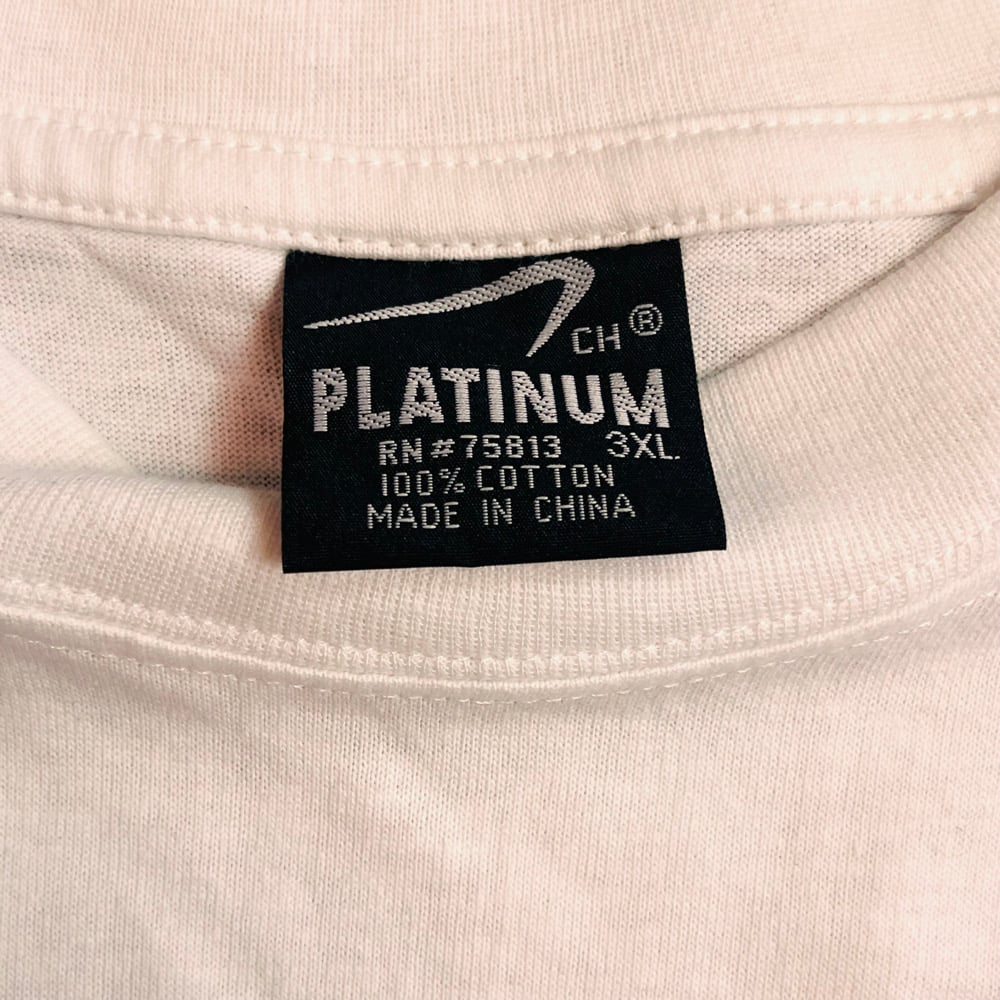 CH®
PLATINUM
RN#75813 3XL.
100% COTTON
MADE IN CHINA